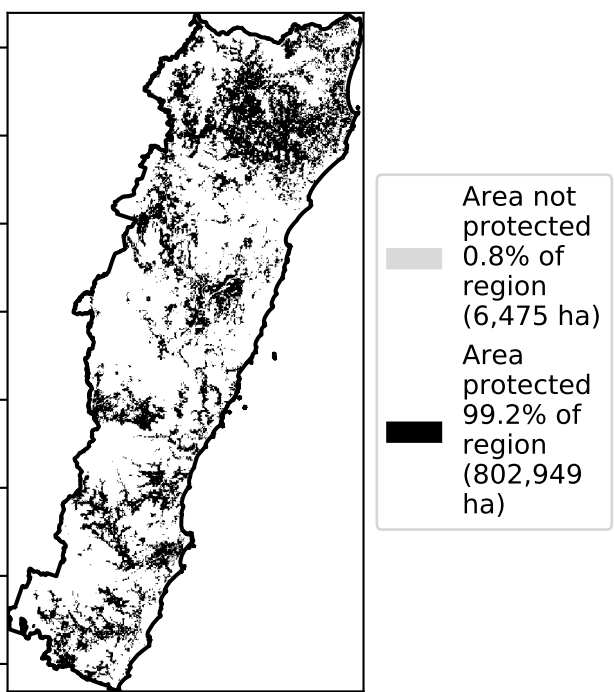 Area not
protected
0.8% of
region
(6,475 ha)
Area
protected
99.2% of
region
(802,949
ha)